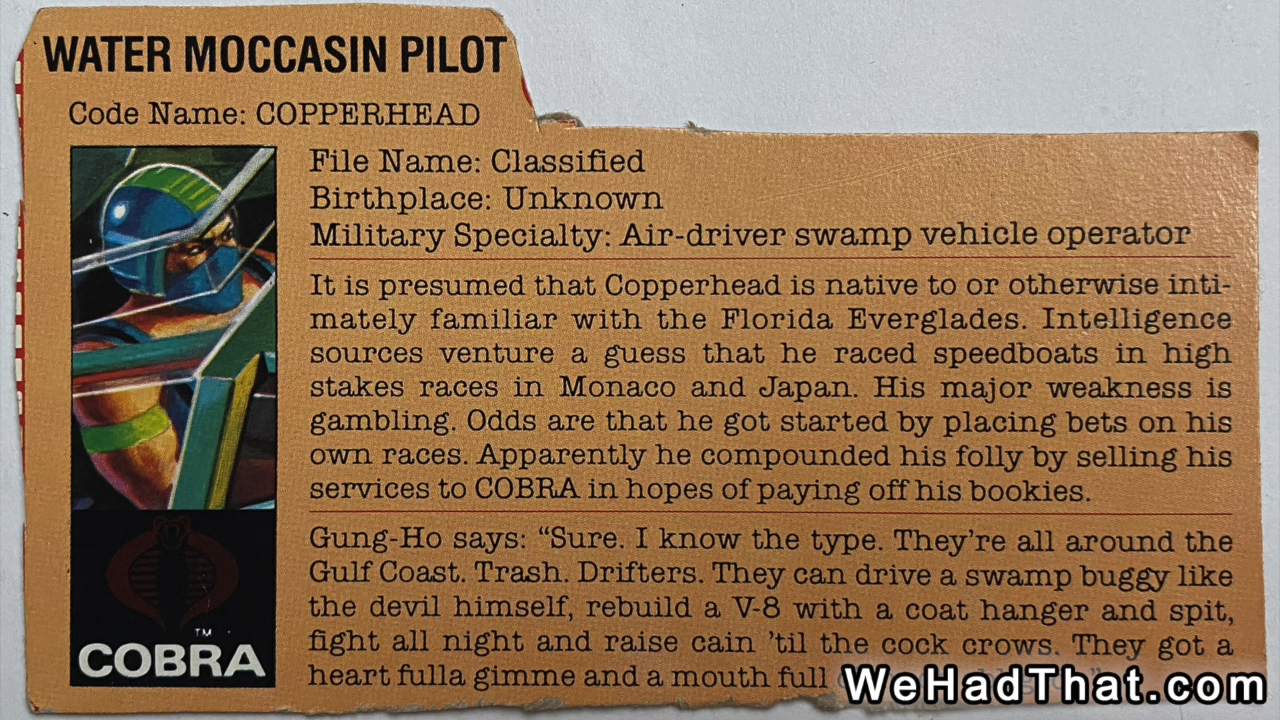 WATER MOCCASIN PILOT
Code Name: COPPERHEAD
File Name: Classified
Birthplace: Unknown
Military Specialty: Air-driver swamp vehicle operator
It is presumed that Copperhead is native to or otherwise inti-
mately familiar with the Florida Everglades. Intelligence
sources venture a guess that he raced speedboats in high
stakes races in Monaco and Japan. His major weakness is
gambling. Odds are that he got started by placing bets on his
own races. Apparently he compounded his folly by selling his
services to COBRA in hopes of paying off his bookies.
Gung-Ho says: “Sure. I know the type. They’re all around the
Gulf Coast. Trash. Drifters. They can drive a swamp buggy like
the devil himself, rebuild a V-8 with a coat hanger and spit,
fight all night and raise cain ’til the cock crows. They got a
heart fulla gimme and a mouth full
TM
COBRA
WeHadThat.com